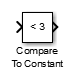 < 3
Compare
To Constant